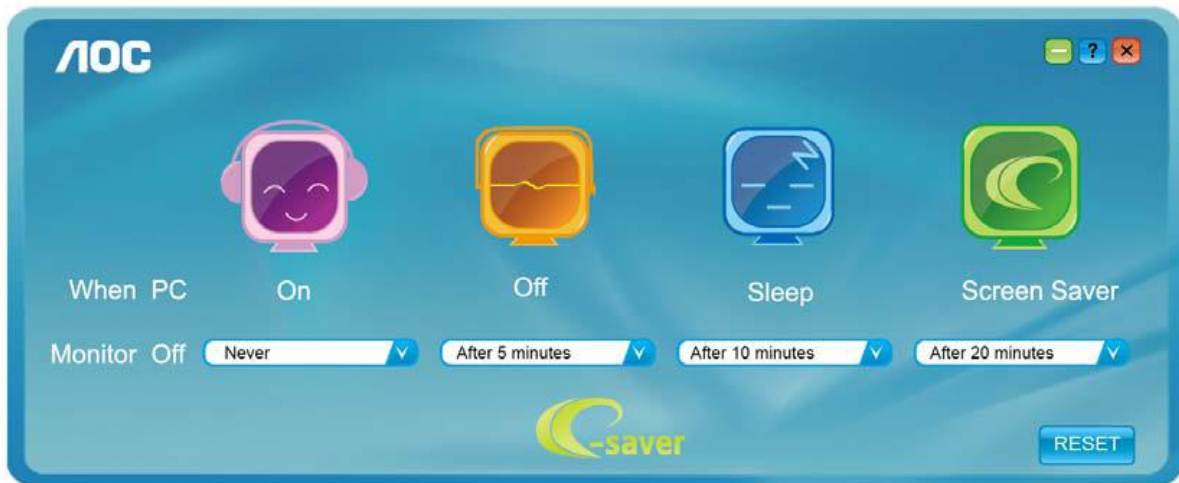 AOC
?
When PC On Off Sleep Screen Saver
Monitor Off Never After 5 minutes After 10 minutes After 20 minutes
e-saver
RESET